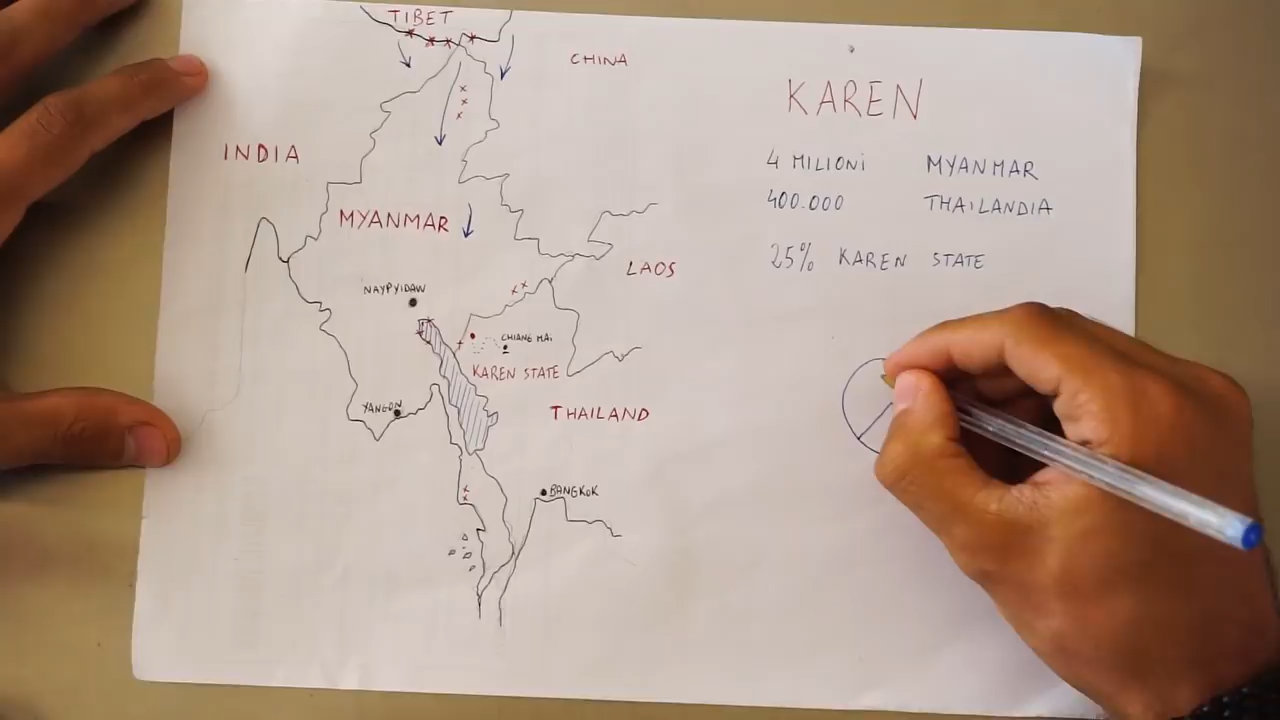 TIBET
CHINA
INDIA
MYANMAR
LAOS
NAYPYIDAW
CHIANG MAI
KAREN STATE
YANGON
THAILAND
BANGKOK
KAREN
4 MILIONI MYANMAR
400.000 THAILANDIA
25% KAREN STATE